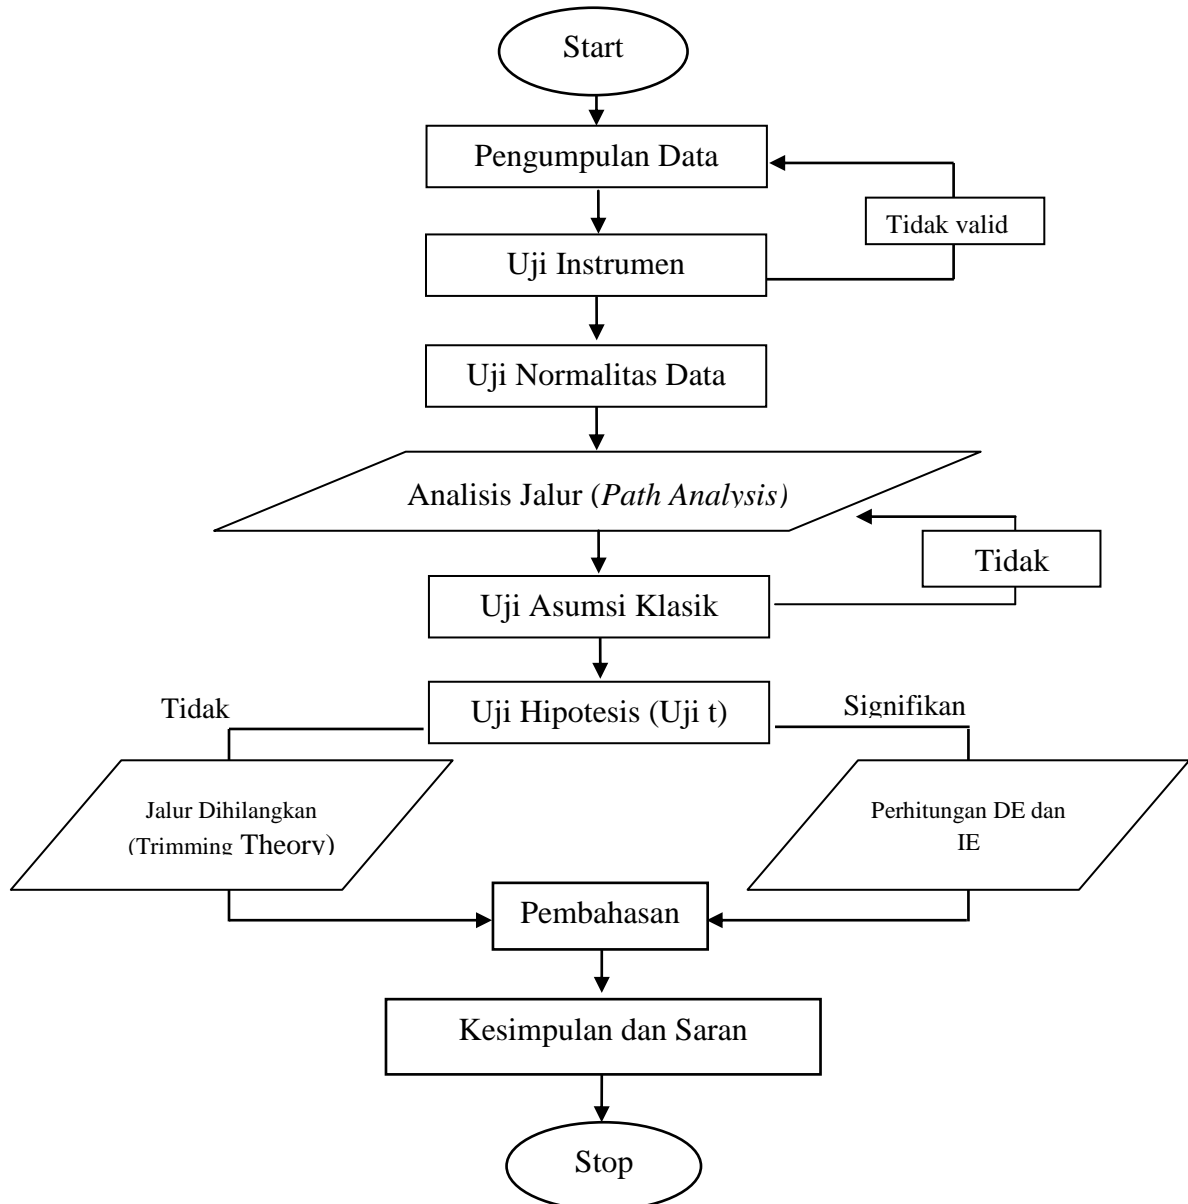 Start
Pengumpulan Data
Tidak valid
Uji Instrumen
Uji Normalitas Data
Analisis Jalur (Path Analysis)
Tidak
Uji Asumsi Klasik
Tidak
Uji Hipotesis (Uji t)
Signifikan
Jalur Dihilangkan
(Trimming Theory)
Perhitungan DE dan
IE
Pembahasan
Kesimpulan dan Saran
Stop